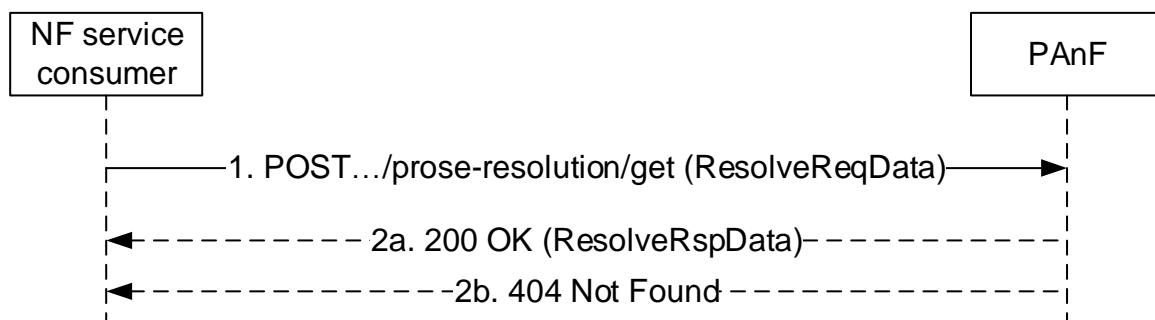 NF service
consumer
PAnF
1. POST…/prose-resolution/get (ResolveReqData)
2a. 200 OK (ResolveRspData)
2b. 404 Not Found